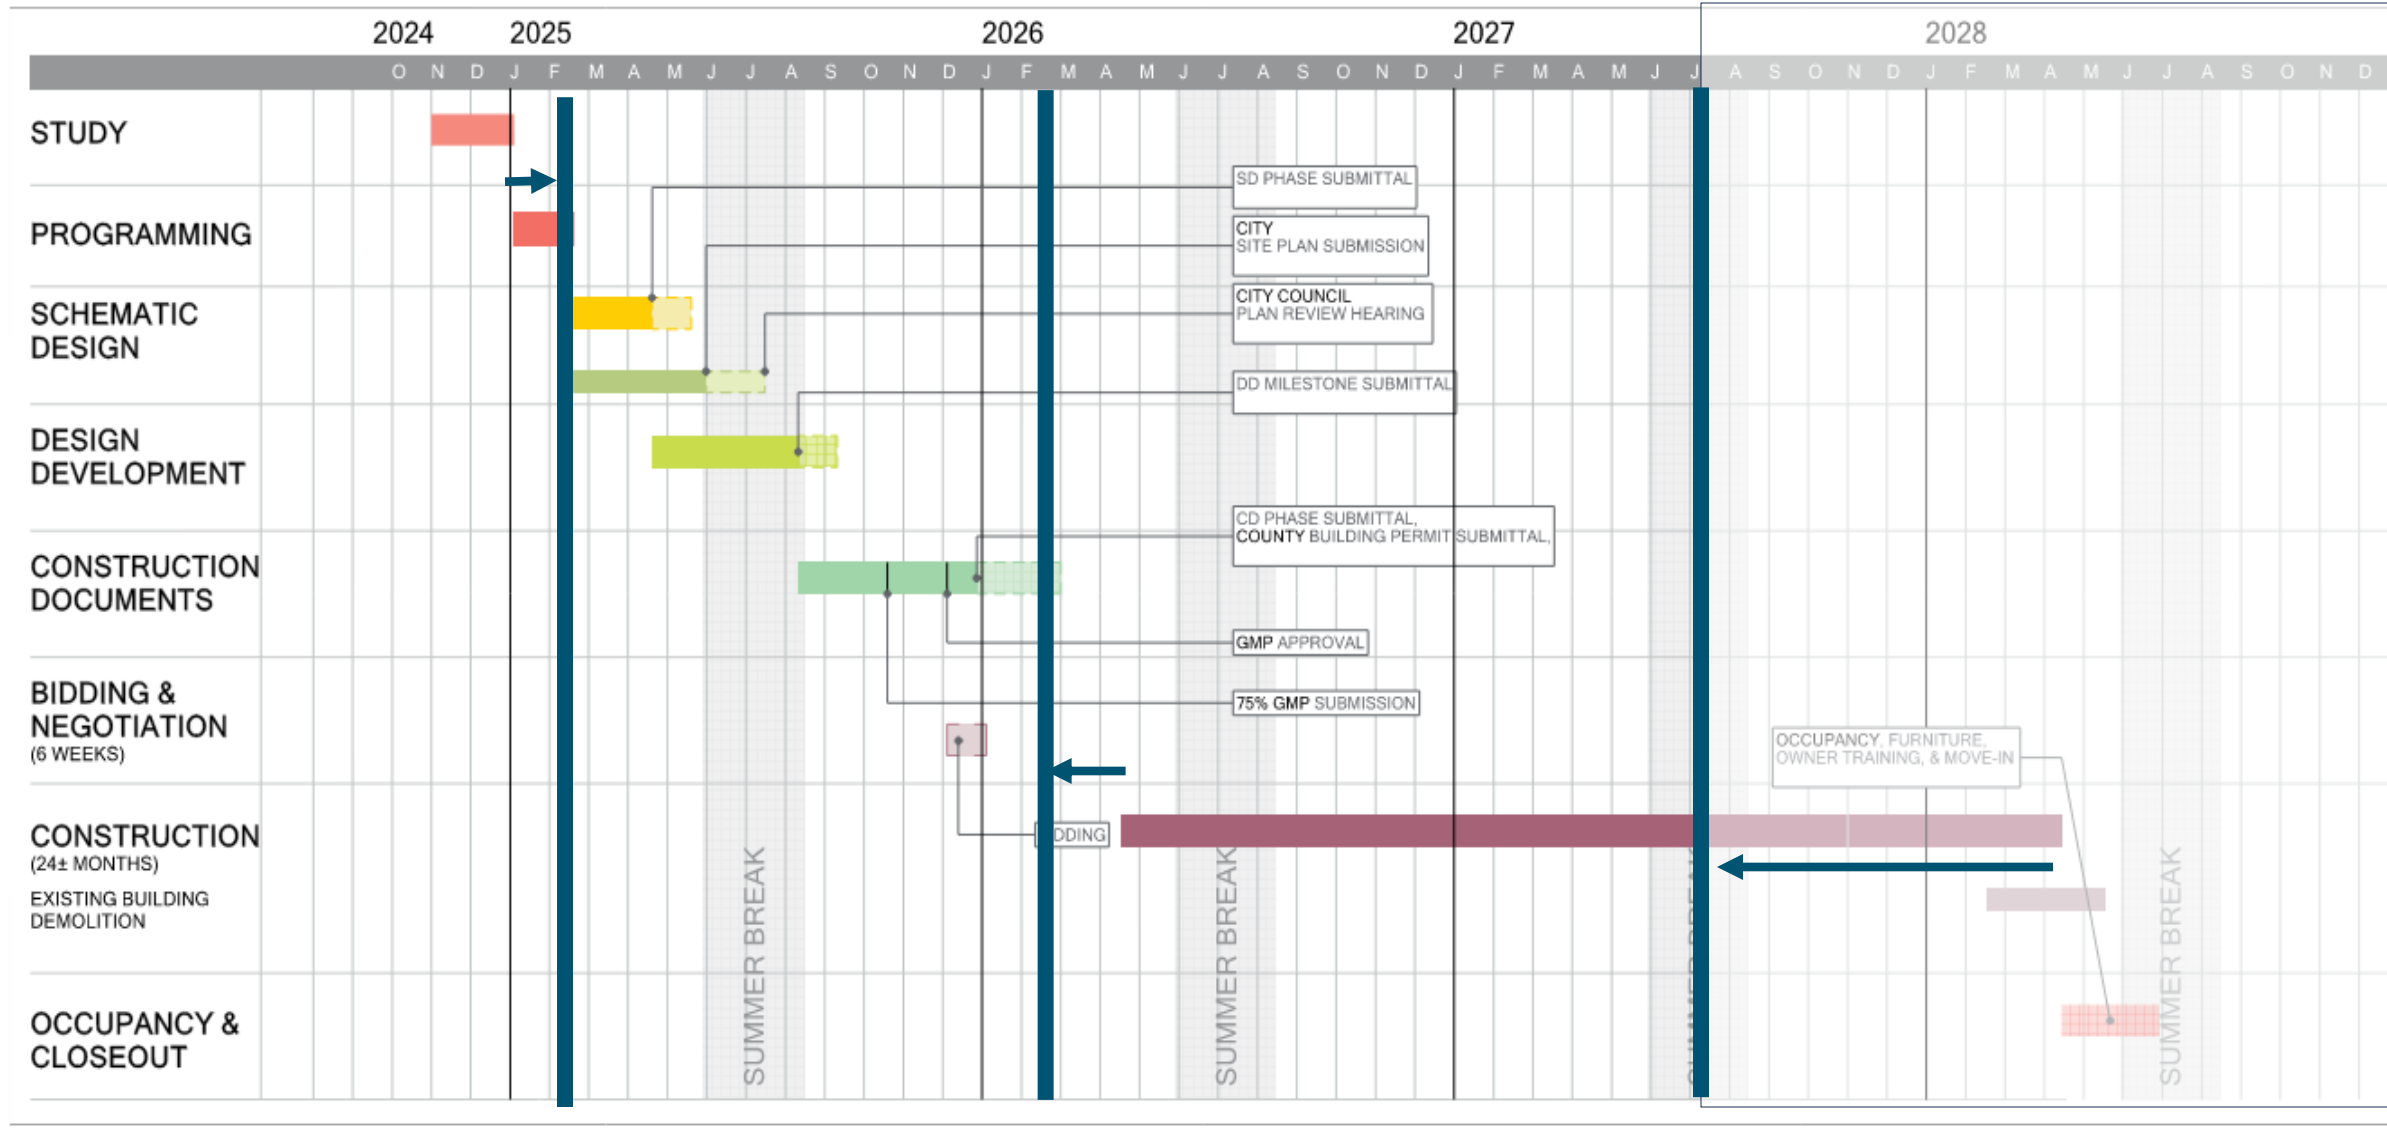 2024 2025 2026 2027 2028
O N D J F M A M J J A S O N D J F M A M J J A S O N D J F M A M J J A S O N D J F M A M J J A S O N D
STUDY
SD PHASE SUBMITTAL
PROGRAMMING
CITY
SITE PLAN SUBMISSION
SCHEMATIC
DESIGN
CITY COUNCIL
PLAN REVIEW HEARING
DD MILESTONE SUBMITTAL
DESIGN
DEVELOPMENT
CD PHASE SUBMITTAL,
COUNTY BUILDING PERMIT SUBMITTAL,
CONSTRUCTION
DOCUMENTS
GMP APPROVAL
BIDDING &
NEGOTIATION
(6 WEEKS)
75% GMP SUBMISSION
OCCUPANCY, FURNITURE,
OWNER TRAINING, & MOVE-IN
CONSTRUCTION
(24± MONTHS)
DDING
EXISTING BUILDING
DEMOLITION
SUMMER BREAK
SUMMER BREAK
SUMMER BREAK
SUMMER BREAK
OCCUPANCY &
CLOSEOUT